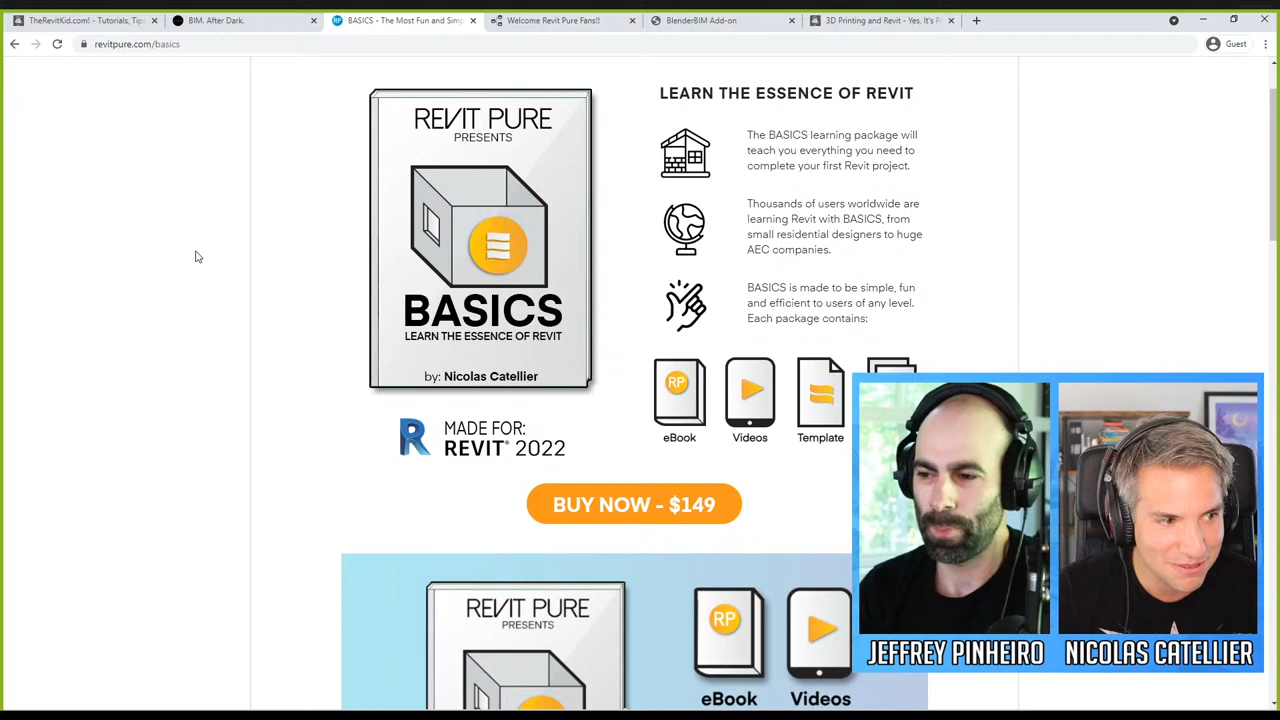 TheRevitKid.com! - Tutorials, Tips
BIM. After Dark.
BASICS - The Most Fun and Simp
Welcome Revit Pure Fans!!
BlenderBIM Add-on
3D Printing and Revit - Yes, It's P
revitpure.com/basics
Guest
REVIT PURE
PRESENTS
BASICS
LEARN THE ESSENCE OF REVIT
by: Nicolas Catellier
MADE FOR:
REVIT® 2022
LEARN THE ESSENCE OF REVIT
The BASICS learning package will
teach you everything you need to
complete your first Revit project.
Thousands of users worldwide are
learning Revit with BASICS, from
small residential designers to huge
AEC companies.
BASICS is made to be simple, fun
and efficient to users of any level.
Each package contains:
RP
eBook
Videos
Template
BUY NOW - $149
REVIT PURE
PRESENTS
RP
eBook
Videos
JEFFREY PINHEIRO
NICOLAS CATELLIER